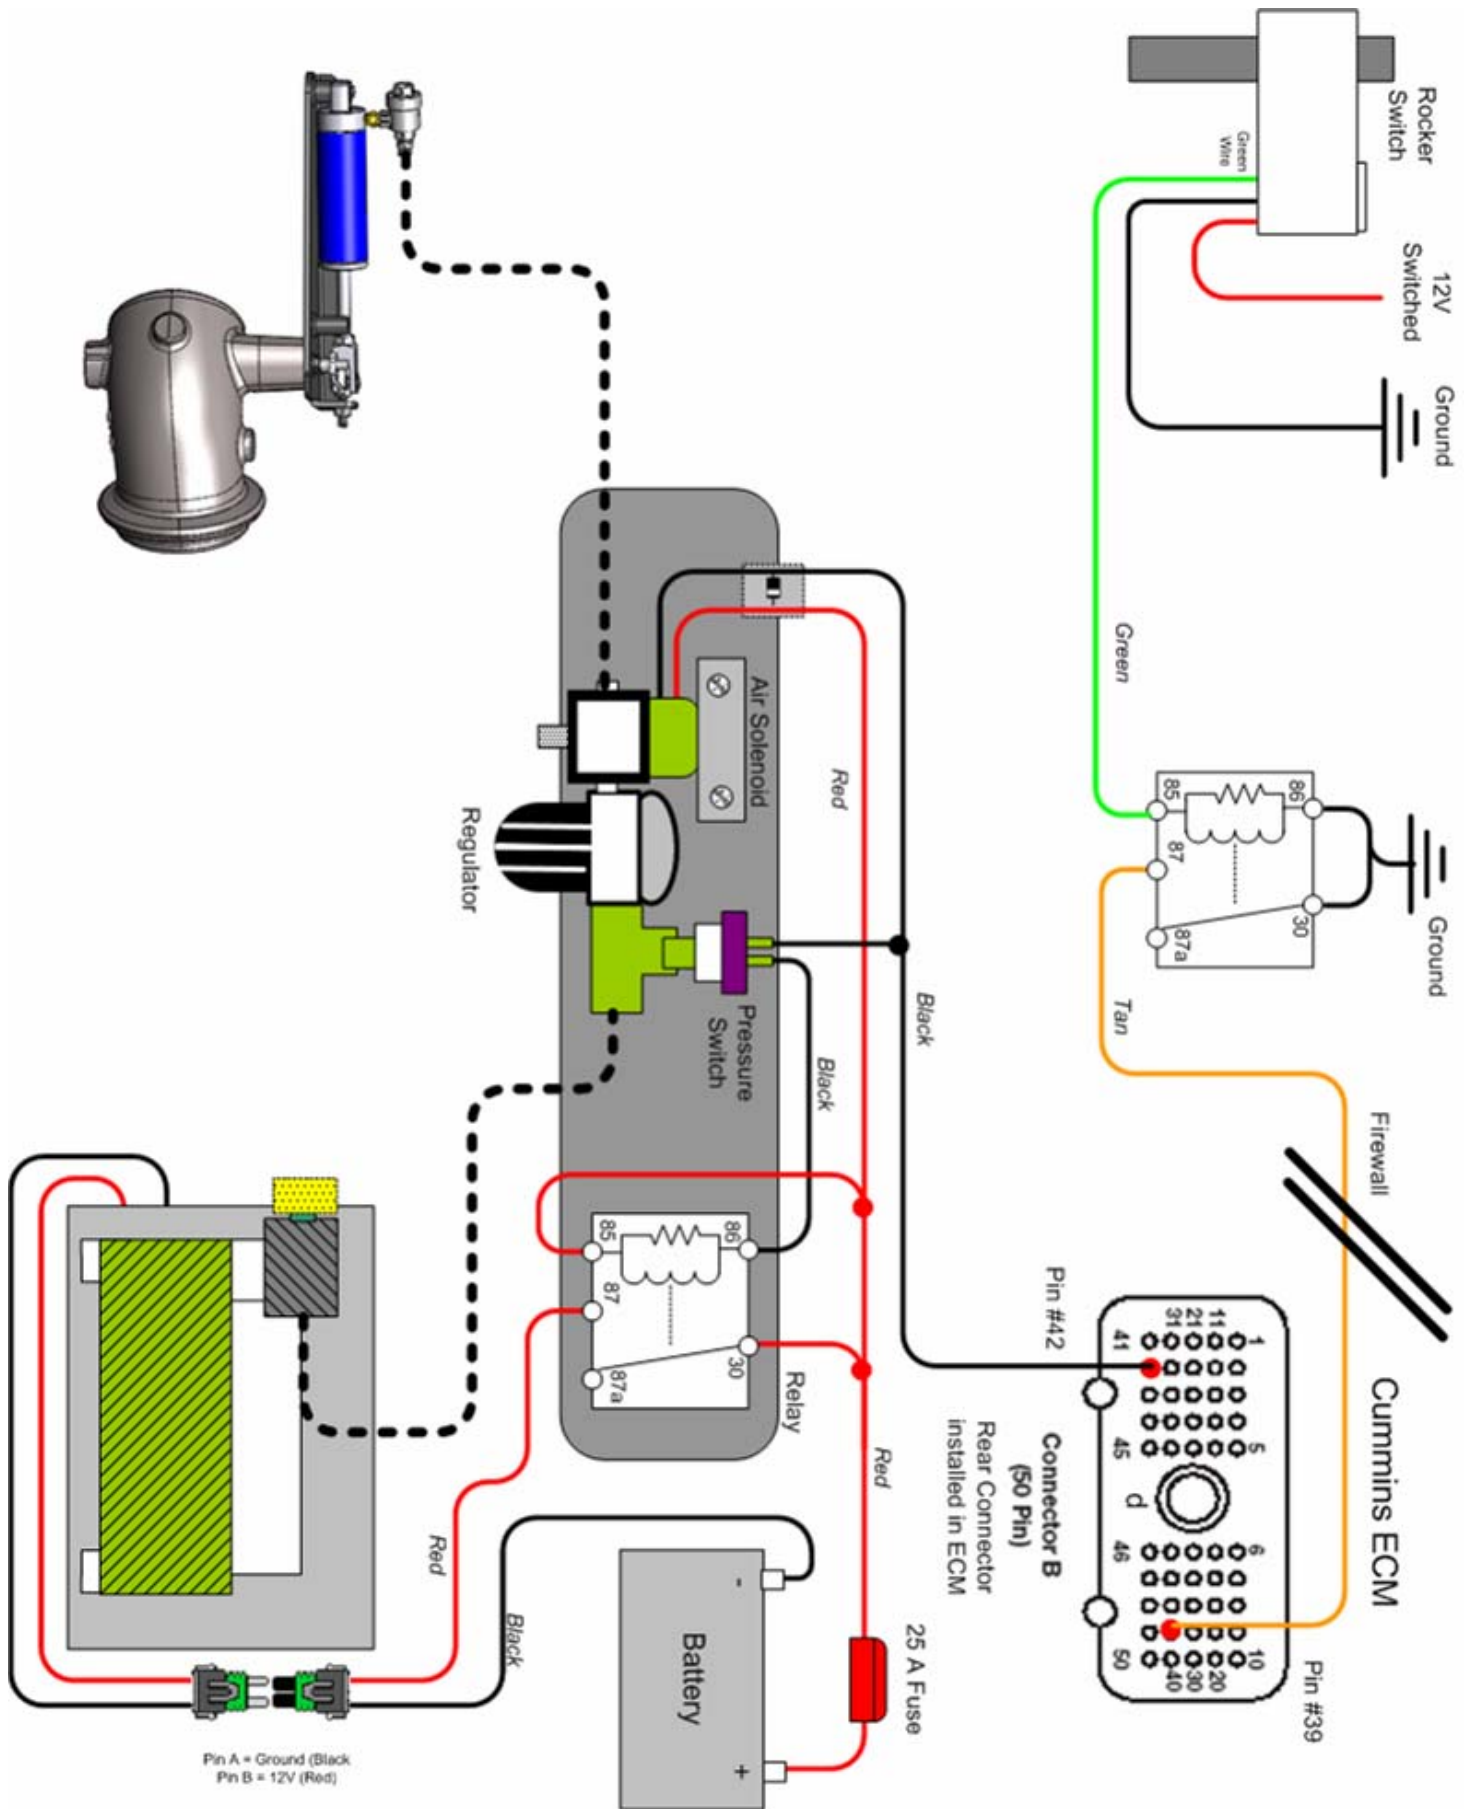 Rocker
Switch
Green
Wire
12V
Switched
Ground
Green
85
86
87
87a
30
Ground
Tan
Firewall
Cummins ECM
Pin #42
Pin #39
41
31
21
11
1
45
5
d
46
6
50
40
30
20
10
Connector B
(50 Pin)
Rear Connector
installed in ECM
Air Solenoid
Regulator
Red
Pressure
Switch
Black
Black
85
86
87
87a
30
Relay
Red
Red
Black
-
Battery
+
25 A Fuse
Pin A = Ground (Black
Pin B = 12V (Red)